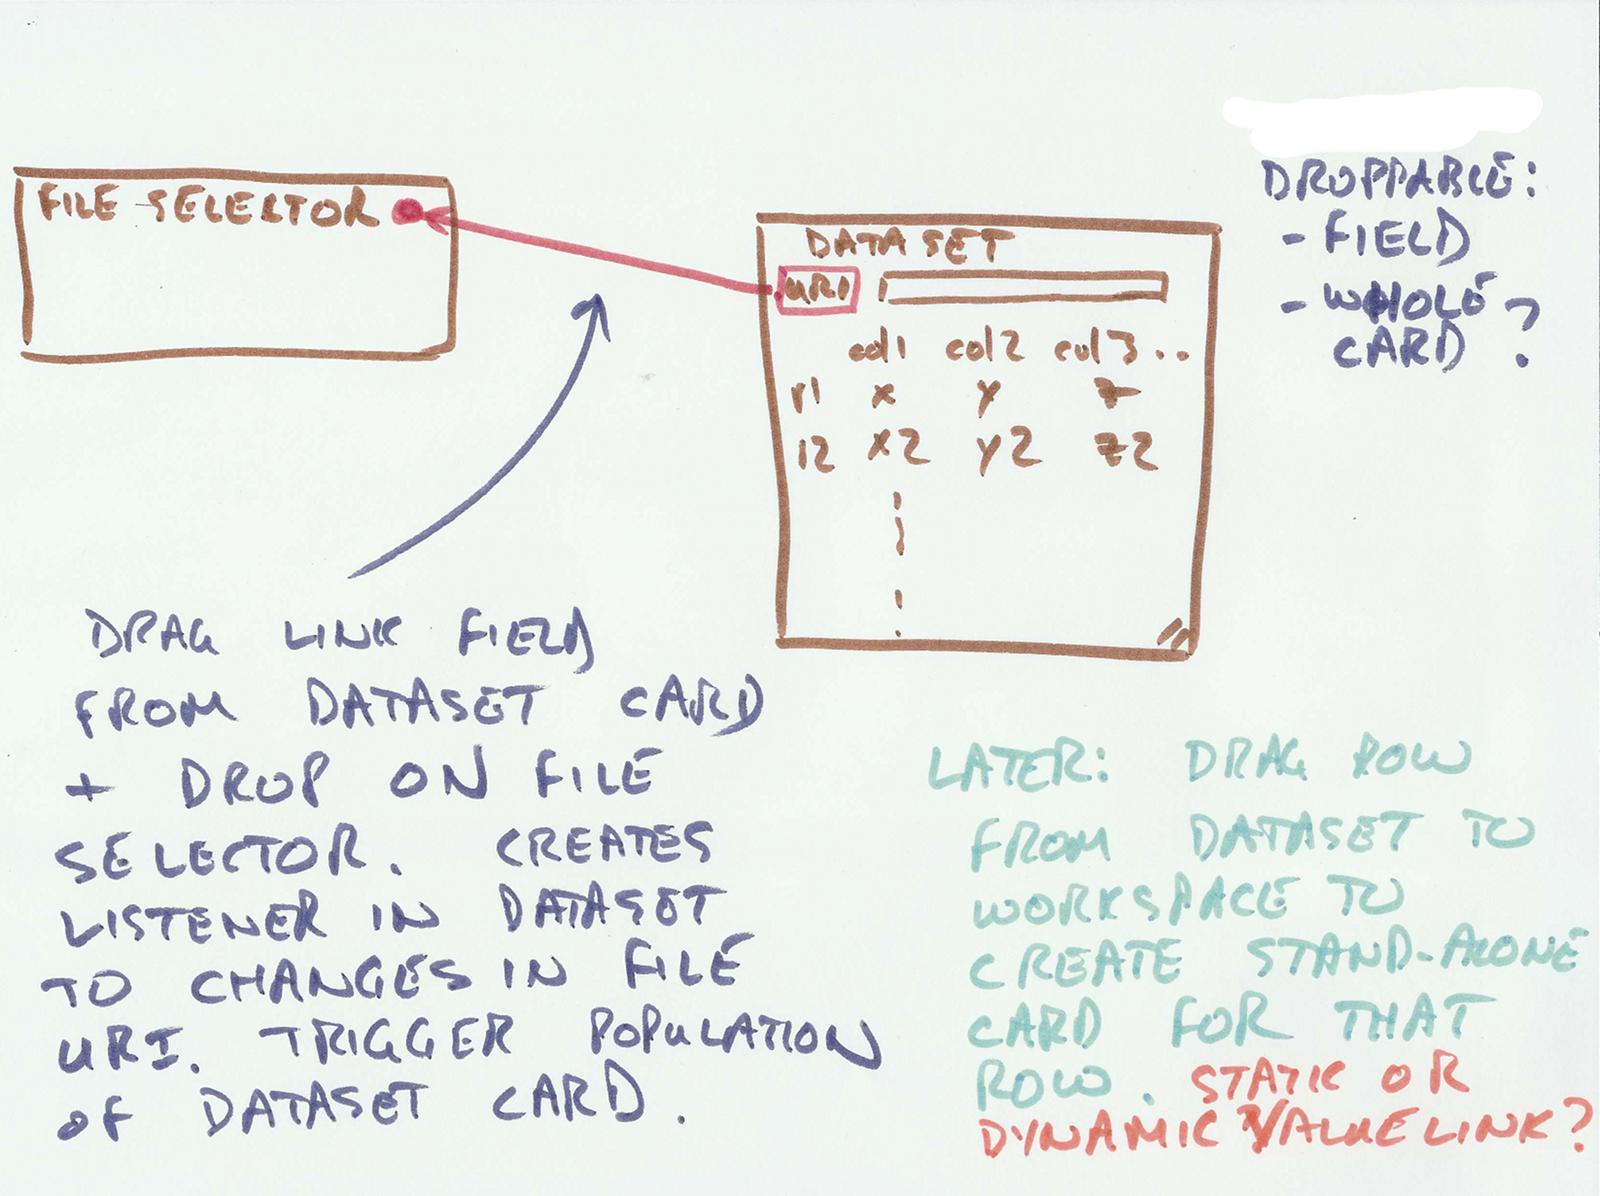 FILE SELECTOR
DATASET
URI
col1 col2 col3 ..
r1 x y z
r2 x2 y2 z2
DROPPABLE:
- FIELD
- WHOLE
CARD ?
DRAG LINK FIELD
FROM DATASET CARD
+ DROP ON FILE
SELECTOR. CREATES
LISTENER IN DATASET
TO CHANGES IN FILE
URI. TRIGGER POPULATION
OF DATASET CARD.
LATER: DRAG ROW
FROM DATASET TO
WORKSPACE TO
CREATE STAND-ALONE
CARD FOR THAT
ROW. STATIC OR
DYNAMIC VALUE LINK?